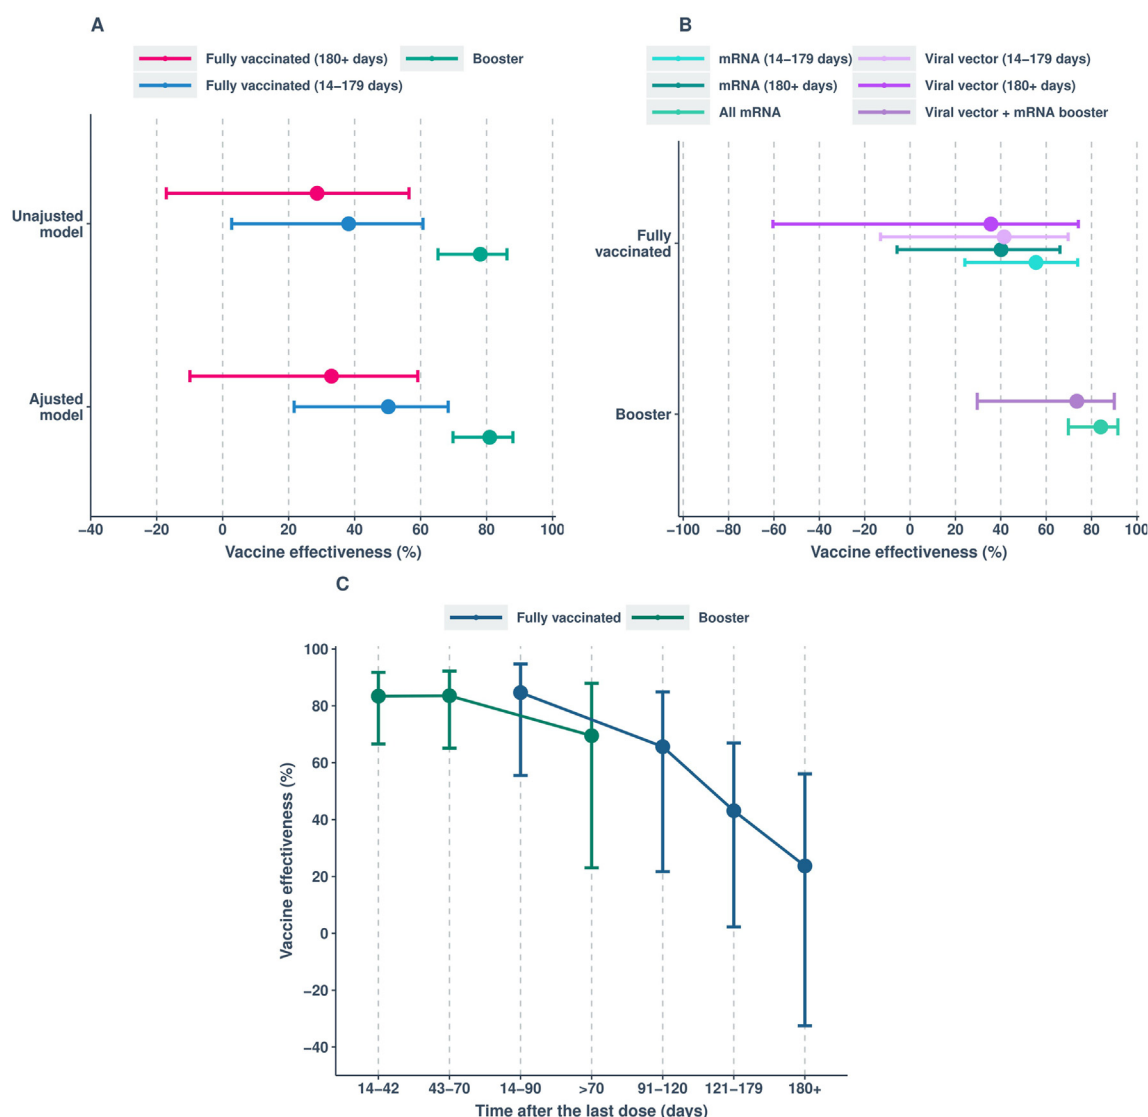 A
Fully vaccinated (180+ days)
Booster
Fully vaccinated (14−179 days)
Unajusted
model
Ajusted
model
−40 −20 0 20 40 60 80 100
Vaccine effectiveness (%)
B
mRNA (14−179 days)
Viral vector (14−179 days)
mRNA (180+ days)
Viral vector (180+ days)
All mRNA
Viral vector + mRNA booster
Fully
vaccinated
Booster
−100 −80 −60 −40 −20 0 20 40 60 80 100
Vaccine effectiveness (%)
C
Fully vaccinated
Booster
100
80
60
40
20
0
−20
−40
Vaccine effectiveness (%)
14−42 43−70 14−90 >70 91−120 121−179 180+
Time after the last dose (days)